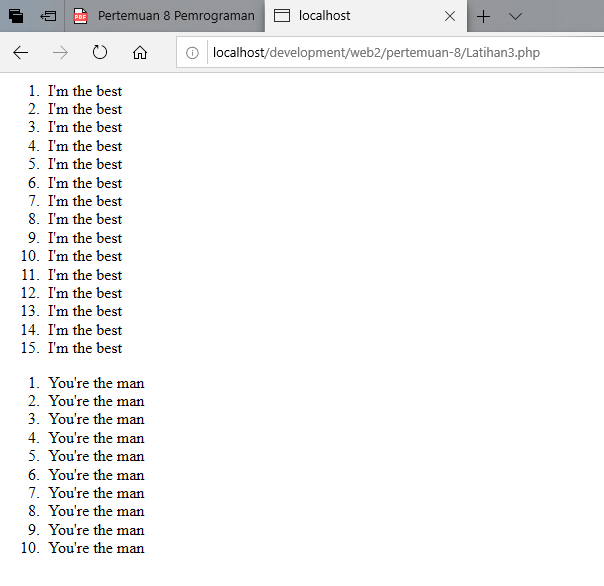 PDF Pertemuan 8 Pemrograman
localhost
localhost/development/web2/pertemuan-8/Latihan3.php
1. I'm the best
2. I'm the best
3. I'm the best
4. I'm the best
5. I'm the best
6. I'm the best
7. I'm the best
8. I'm the best
9. I'm the best
10. I'm the best
11. I'm the best
12. I'm the best
13. I'm the best
14. I'm the best
15. I'm the best
1. You're the man
2. You're the man
3. You're the man
4. You're the man
5. You're the man
6. You're the man
7. You're the man
8. You're the man
9. You're the man
10. You're the man